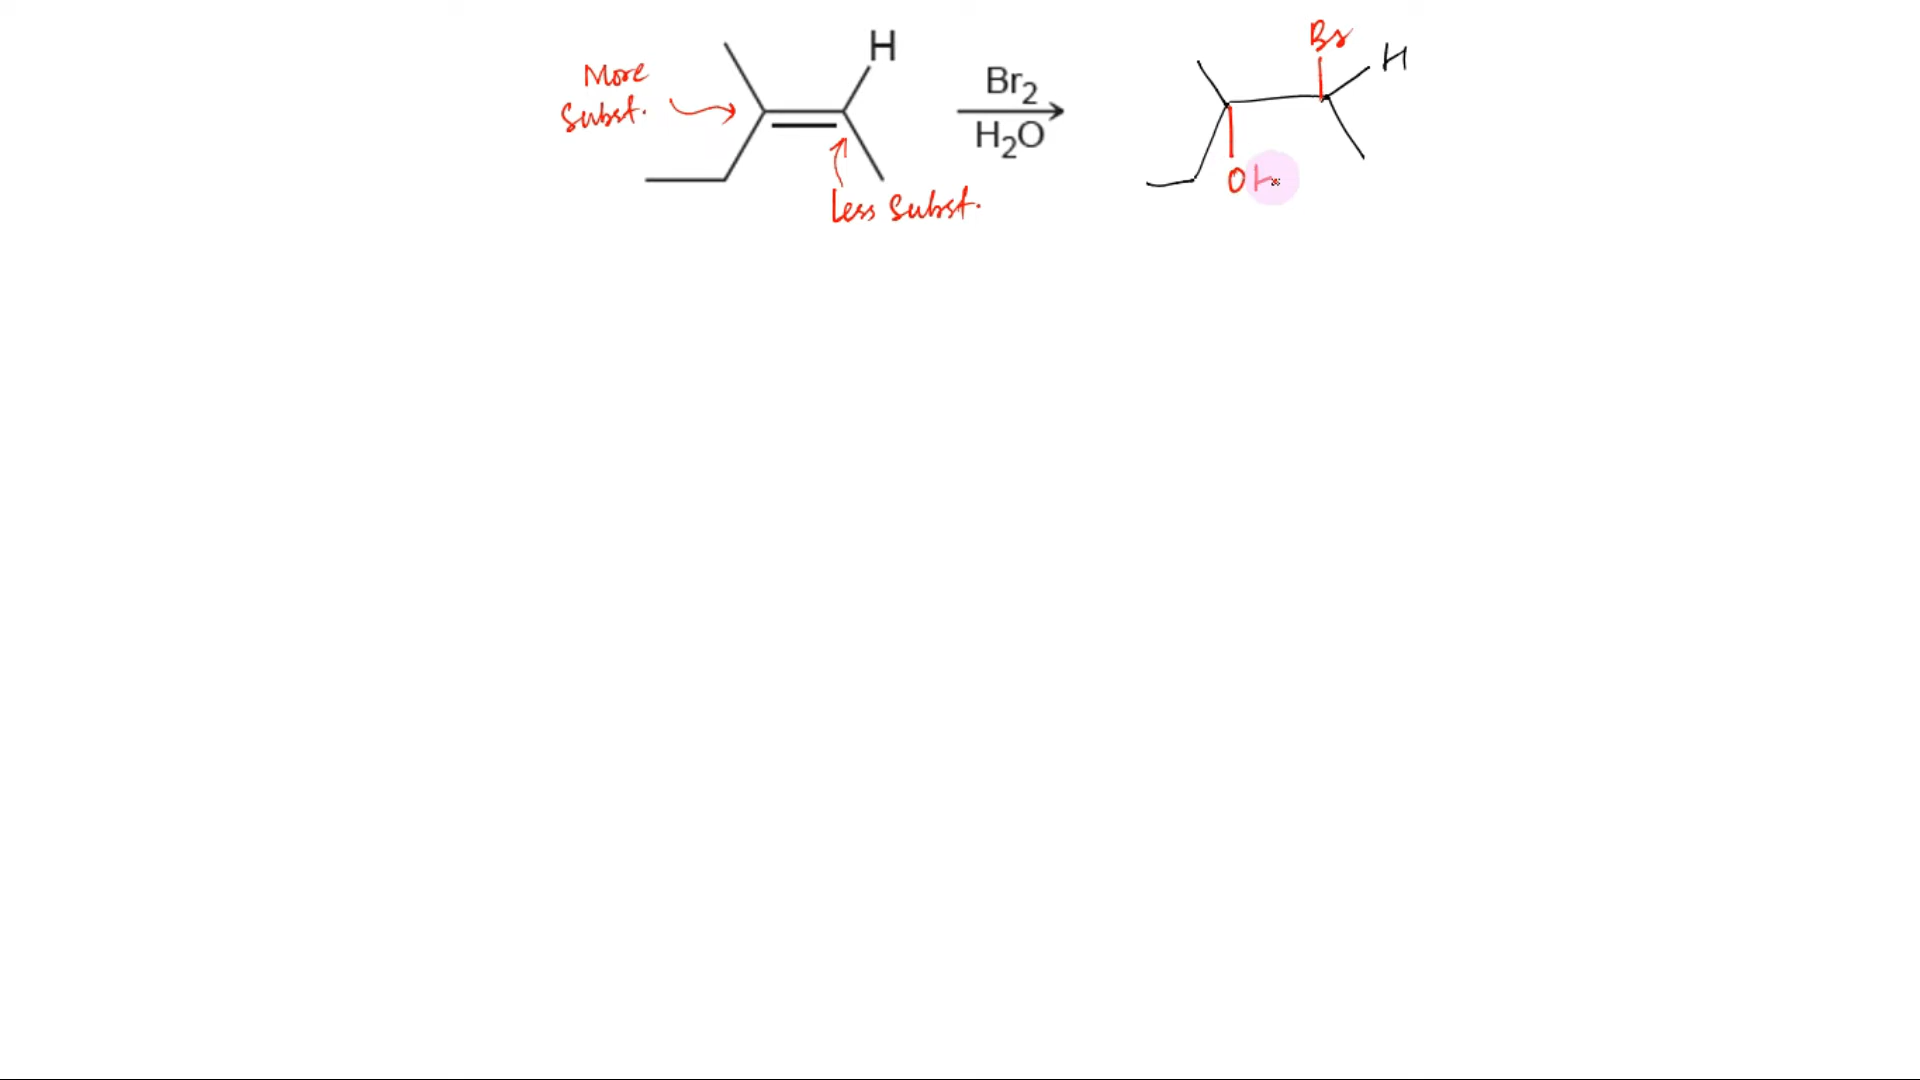 More
Subst.
H
Br2
H2O
less Subst.
Br
H
OH